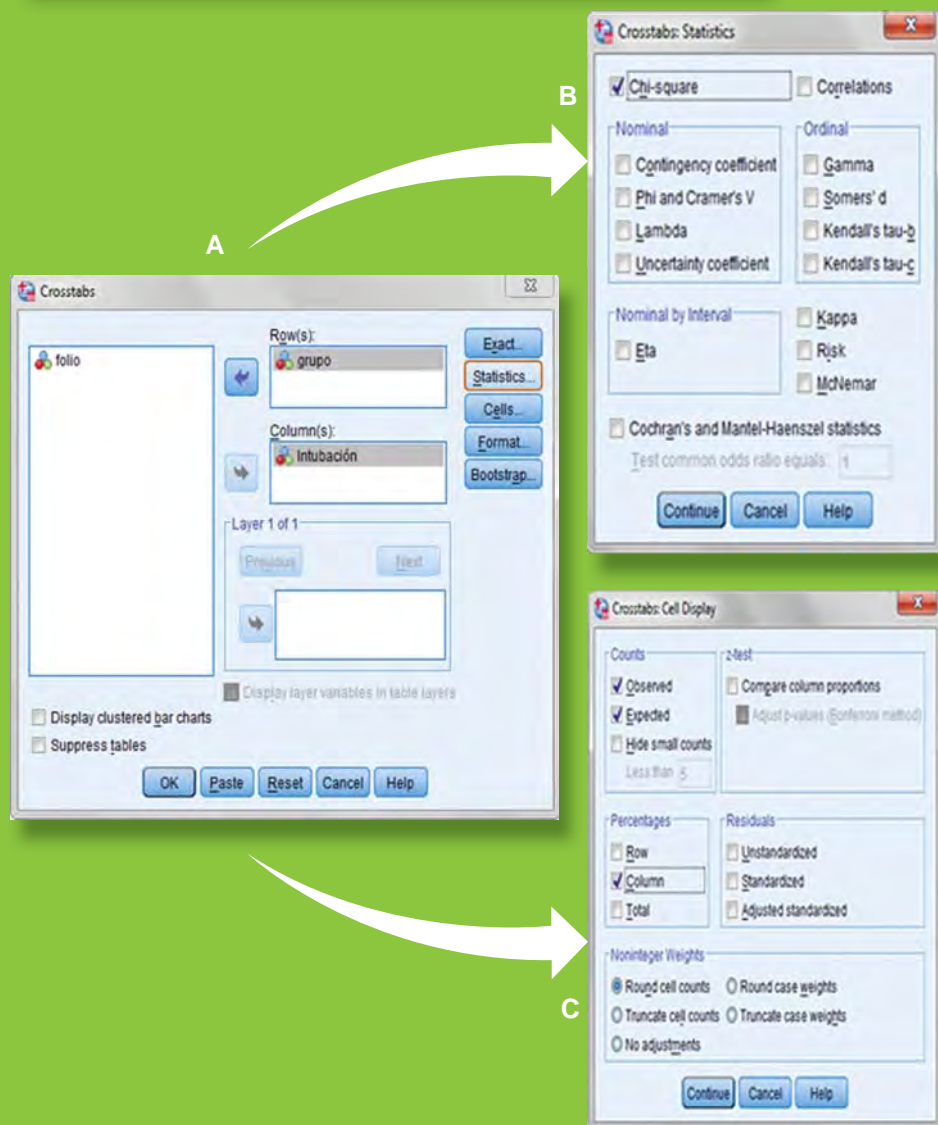 A
Crosstabs
folio
Row(s):
grupo
Column(s):
Intubación
Layer 1 of 1
Previous
Next
Display layer variables in table layers
Display clustered bar charts
Suppress tables
Exact...
Statistics...
Cells...
Format...
Bootstrap...
OK
Paste
Reset
Cancel
Help
B
Crosstabs: Statistics
Chi-square
Correlations
Nominal
Contingency coefficient
Phi and Cramer's V
Lambda
Uncertainty coefficient
Ordinal
Gamma
Somers' d
Kendall's tau-b
Kendall's tau-c
Nominal by Interval
Eta
Kappa
Risk
McNemar
Cochran's and Mantel-Haenszel statistics
Test common odds ratio equals: 1
Continue
Cancel
Help
C
Crosstabs: Cell Display
Counts
Observed
Expected
Hide small counts
Less than 5
z-test
Compare column proportions
Adjust p-values (Bonferroni method)
Percentages
Row
Column
Total
Residuals
Unstandardized
Standardized
Adjusted standardized
Noninteger Weights
Round cell counts
Round case weights
Truncate cell counts
Truncate case weights
No adjustments
Continue
Cancel
Help